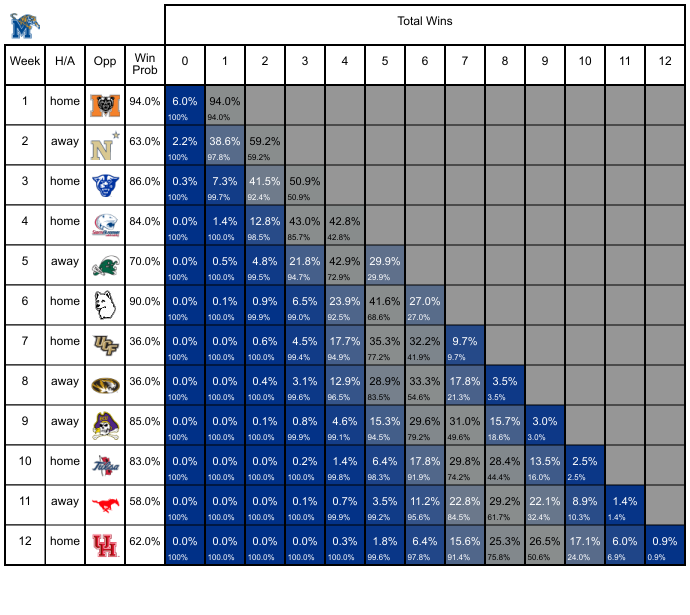 M
Total Wins
Week H/A Opp Win Prob 0 1 2 3 4 5 6 7 8 9 10 11 12
1 home 94.0% 6.0% 94.0%
100% 94.0%
2 away N 63.0% 2.2% 38.6% 59.2%
100% 97.8% 59.2%
3 home 86.0% 0.3% 7.3% 41.5% 50.9%
100% 99.7% 92.4% 50.9%
4 home 84.0% 0.0% 1.4% 12.8% 43.0% 42.8%
100% 100.0% 98.5% 85.7% 42.8%
5 away 70.0% 0.0% 0.5% 4.8% 21.8% 42.9% 29.9%
100% 100.0% 99.5% 94.7% 72.9% 29.9%
6 home 90.0% 0.0% 0.1% 0.9% 6.5% 23.9% 41.6% 27.0%
100% 100.0% 99.9% 99.0% 92.5% 68.6% 27.0%
7 home UCF 36.0% 0.0% 0.0% 0.6% 4.5% 17.7% 35.3% 32.2% 9.7%
100% 100.0% 100.0% 99.4% 94.9% 77.2% 41.9% 9.7%
8 away 36.0% 0.0% 0.0% 0.4% 3.1% 12.9% 28.9% 33.3% 17.8% 3.5%
100% 100.0% 100.0% 99.6% 96.5% 83.5% 54.6% 21.3% 3.5%
9 away 85.0% 0.0% 0.0% 0.1% 0.8% 4.6% 15.3% 29.6% 31.0% 15.7% 3.0%
100% 100.0% 100.0% 99.9% 99.1% 94.5% 79.2% 49.6% 18.6% 3.0%
10 home Tulsa 83.0% 0.0% 0.0% 0.0% 0.2% 1.4% 6.4% 17.8% 29.8% 28.4% 13.5% 2.5%
100% 100.0% 100.0% 100.0% 99.8% 98.3% 91.9% 74.2% 44.4% 16.0% 2.5%
11 away 58.0% 0.0% 0.0% 0.0% 0.1% 0.7% 3.5% 11.2% 22.8% 29.2% 22.1% 8.9% 1.4%
100% 100.0% 100.0% 100.0% 99.9% 99.2% 95.6% 84.5% 61.7% 32.4% 10.3% 1.4%
12 home UH 62.0% 0.0% 0.0% 0.0% 0.0% 0.3% 1.8% 6.4% 15.6% 25.3% 26.5% 17.1% 6.0% 0.9%
100% 100.0% 100.0% 100.0% 100.0% 99.6% 97.8% 91.4% 75.8% 50.6% 24.0% 6.9% 0.9%